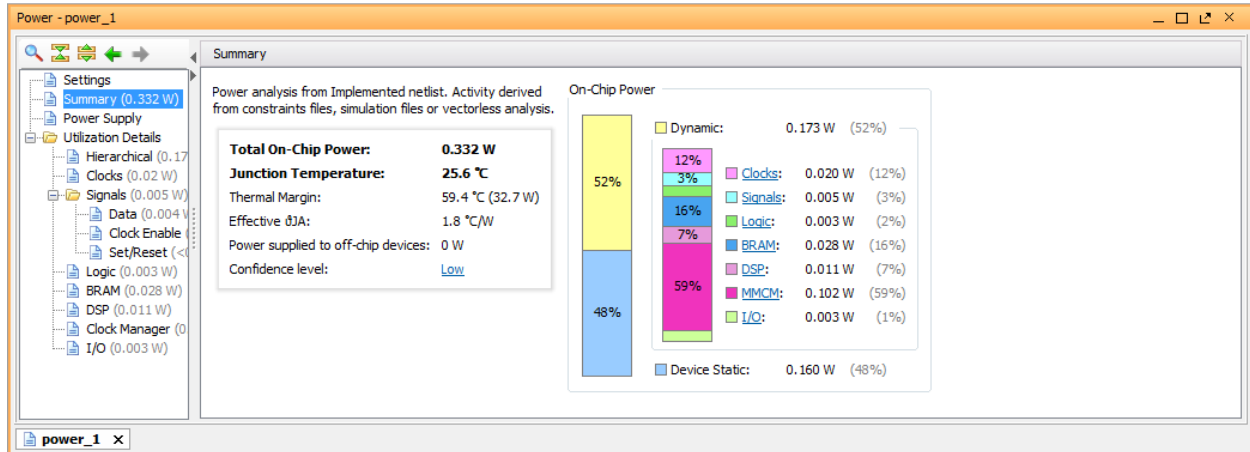 Power - power_1
Summary
Settings
Summary (0.332 W)
Power Supply
Utilization Details
Hierarchical (0.17
Clocks (0.02 W)
Signals (0.005 W)
Data (0.004 W
Clock Enable (
Set/Reset (<0
Logic (0.003 W)
BRAM (0.028 W)
DSP (0.011 W)
Clock Manager (0
I/O (0.003 W)
Power analysis from Implemented netlist. Activity derived
from constraints files, simulation files or vectorless analysis.
Total On-Chip Power: 0.332 W
Junction Temperature: 25.6 °C
Thermal Margin: 59.4 °C (32.7 W)
Effective ϑJA: 1.8 °C/W
Power supplied to off-chip devices: 0 W
Confidence level: Low
On-Chip Power
52%
48%
Dynamic: 0.173 W (52%)
12%
3%
16%
7%
59%
Clocks: 0.020 W (12%)
Signals: 0.005 W (3%)
Logic: 0.003 W (2%)
BRAM: 0.028 W (16%)
DSP: 0.011 W (7%)
MMCM: 0.102 W (59%)
I/O: 0.003 W (1%)
Device Static: 0.160 W (48%)
power_1